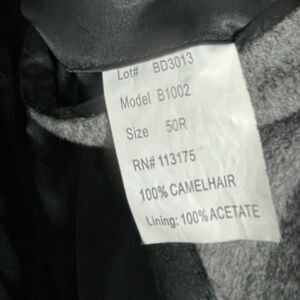 Lot# BD3013
Model B1002
Size 50R
RN# 113175
100% CAMELHAIR
Lining: 100% ACETATE